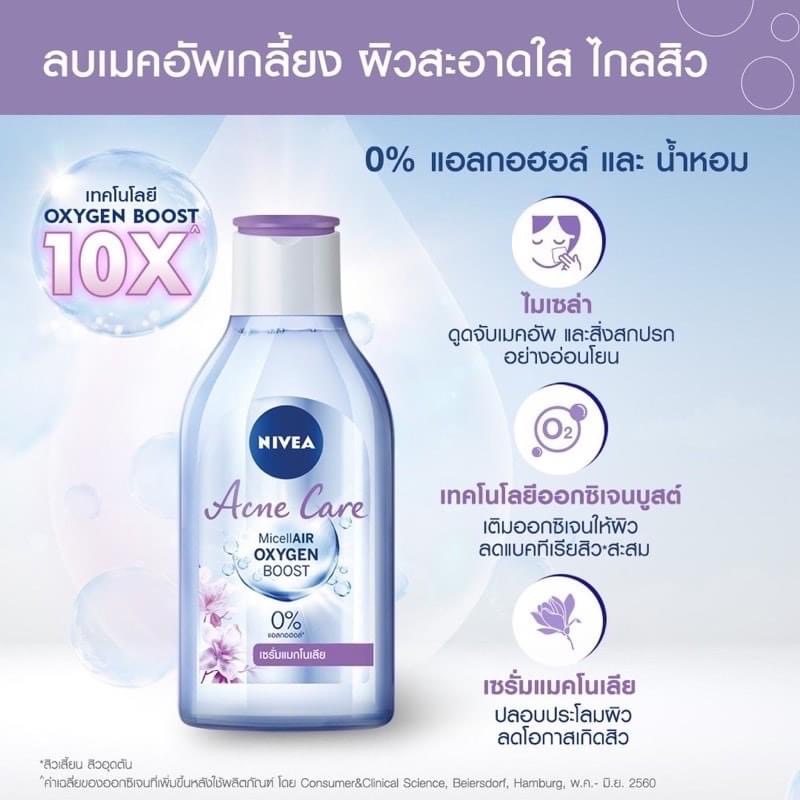 ลบเมคอัพเกลี้ยง ผิวสะอาดใส ไกลสิว
0% แอลกอฮอล์ และ น้ำหอม
เทคโนโลยี
OXYGEN BOOST
10X^
ไมเซล่า
ดูดจับเมคอัพ และสิ่งสกปรก
อย่างอ่อนโยน
O2
เทคโนโลยีออกซิเจนบูสต์
เติมออกซิเจนให้ผิว
ลดแบคทีเรียสิว*สะสม
เซรั่มแมคโนเลีย
ปลอบประโลมผิว
ลดโอกาสเกิดสิว
NIVEA
Acne Care
MicellAIR
OXYGEN
BOOST
0%
แอลกอฮอล์*
เซรั่มแมกโนเลีย
*สิวเสี้ยน สิวอุดตัน
^ค่าเฉลี่ยของออกซิเจนที่เพิ่มขึ้นหลังใช้ผลิตภัณฑ์ โดย Consumer&Clinical Science, Beiersdorf, Hamburg, พ.ค.- มิ.ย. 2560